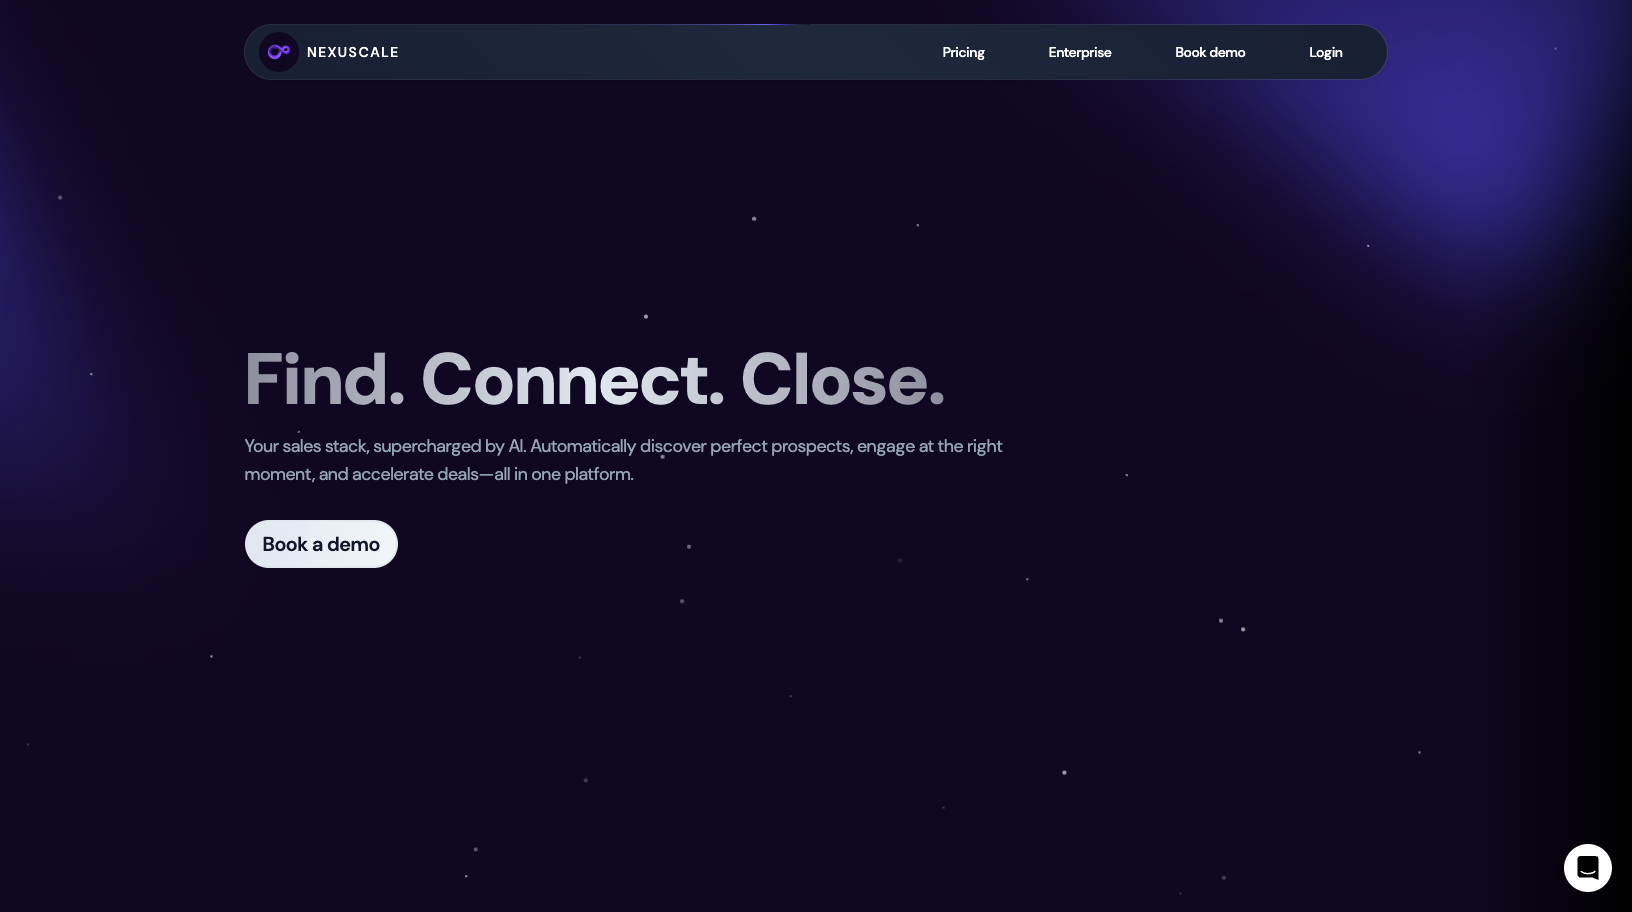 NEXUSCALE
Pricing
Enterprise
Book demo
Login
Find. Connect. Close.
Your sales stack, supercharged by AI. Automatically discover perfect prospects, engage at the right
moment, and accelerate deals—all in one platform.
Book a demo